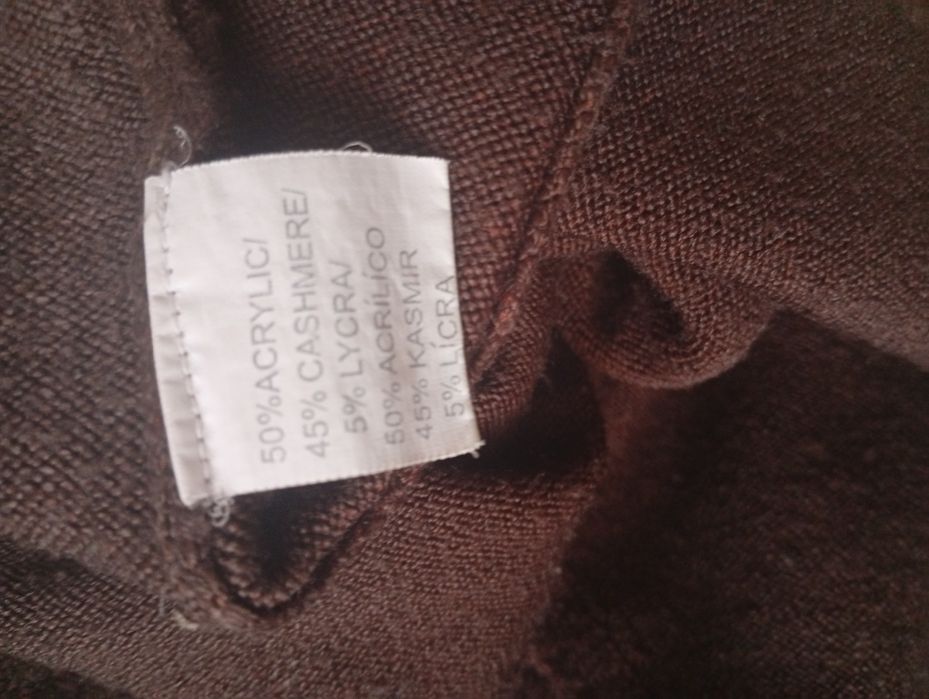 50%ACRYLIC/
45% CASHMERE/
5% LYCRA/
50% ACRÍLICO
45% KASMIR
5% LÍCRA